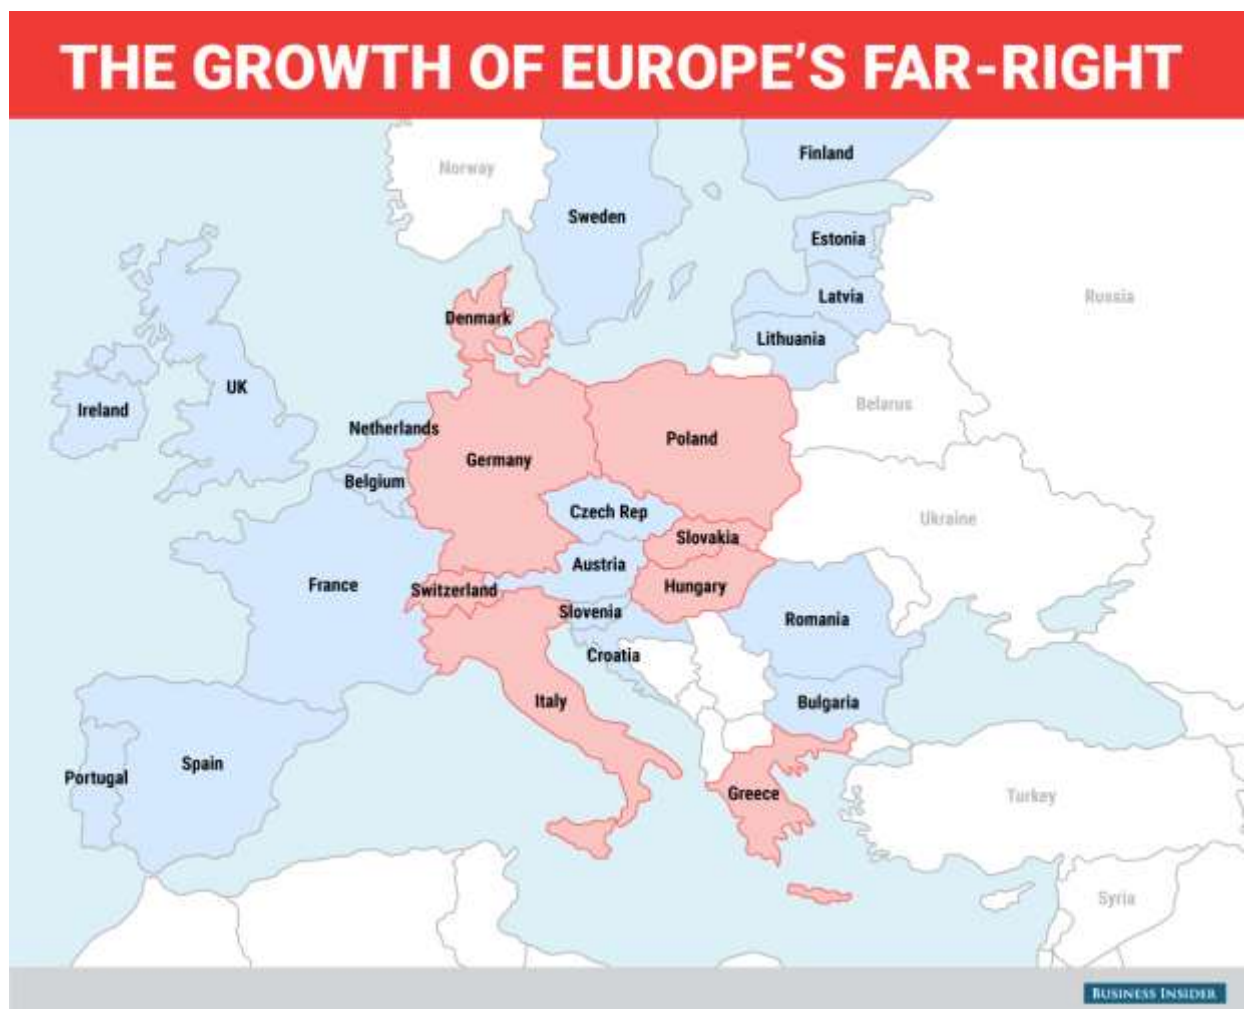 THE GROWTH OF EUROPE'S FAR-RIGHT
Finland
Norway
Sweden
Estonia
Latvia
Russia
Denmark
Lithuania
UK
Belarus
Ireland
Netherlands
Poland
Germany
Belgium
Czech Rep
Ukraine
Slovakia
Austria
France
Switzerland
Hungary
Slovenia
Romania
Croatia
Italy
Bulgaria
Spain
Portugal
Greece
Turkey
Syria
BUSINESS INSIDER